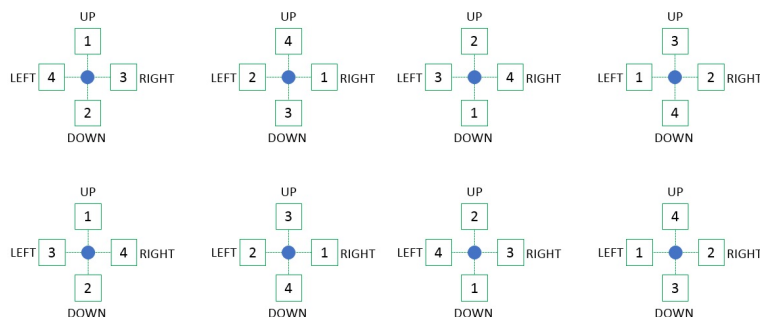 UP UP UP UP
1 4 2 3
LEFT 4 3 RIGHT LEFT 2 1 RIGHT LEFT 3 4 RIGHT LEFT 1 2 RIGHT
2 3 1 4
DOWN DOWN DOWN DOWN
UP UP UP UP
1 3 2 4
LEFT 3 4 RIGHT LEFT 2 1 RIGHT LEFT 4 3 RIGHT LEFT 1 2 RIGHT
2 4 1 3
DOWN DOWN DOWN DOWN